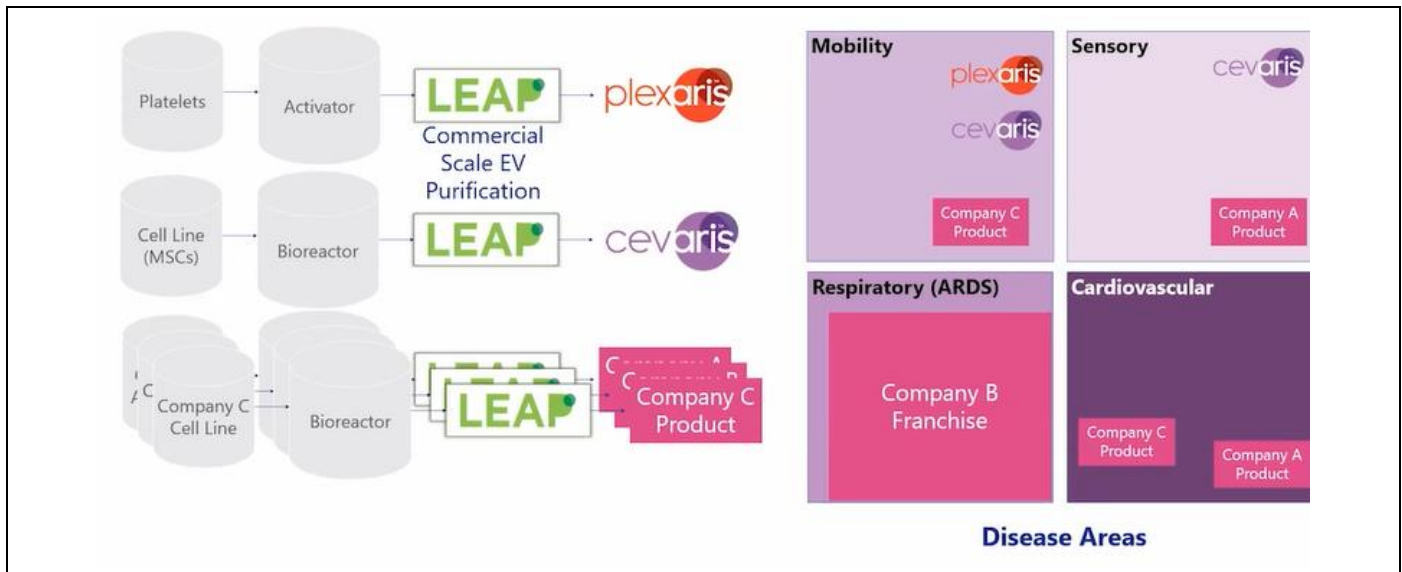 Platelets
Activator
LEAP
plexaris
Commercial
Scale EV
Purification
Cell Line
(MSCs)
Bioreactor
LEAP
cevaris
Company C
Cell Line
Bioreactor
LEAP
LEAP
LEAP
Company C
Product
Mobility
plexaris
cevaris
Company C
Product
Sensory
cevaris
Company A
Product
Respiratory (ARDS)
Company B
Franchise
Cardiovascular
Company C
Product
Company A
Product
Disease Areas